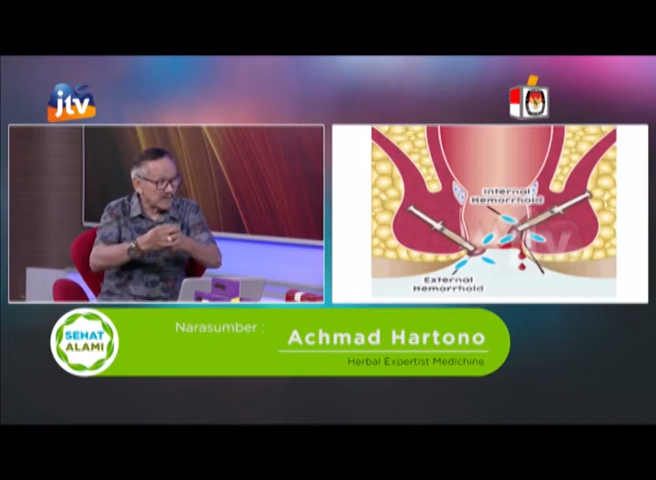 jtv
Internal
Hemorrhoid
External
Hemorrhoid
SEHAT
ALAMI
Narasumber :
Achmad Hartono
Herbal Expertist Medichine